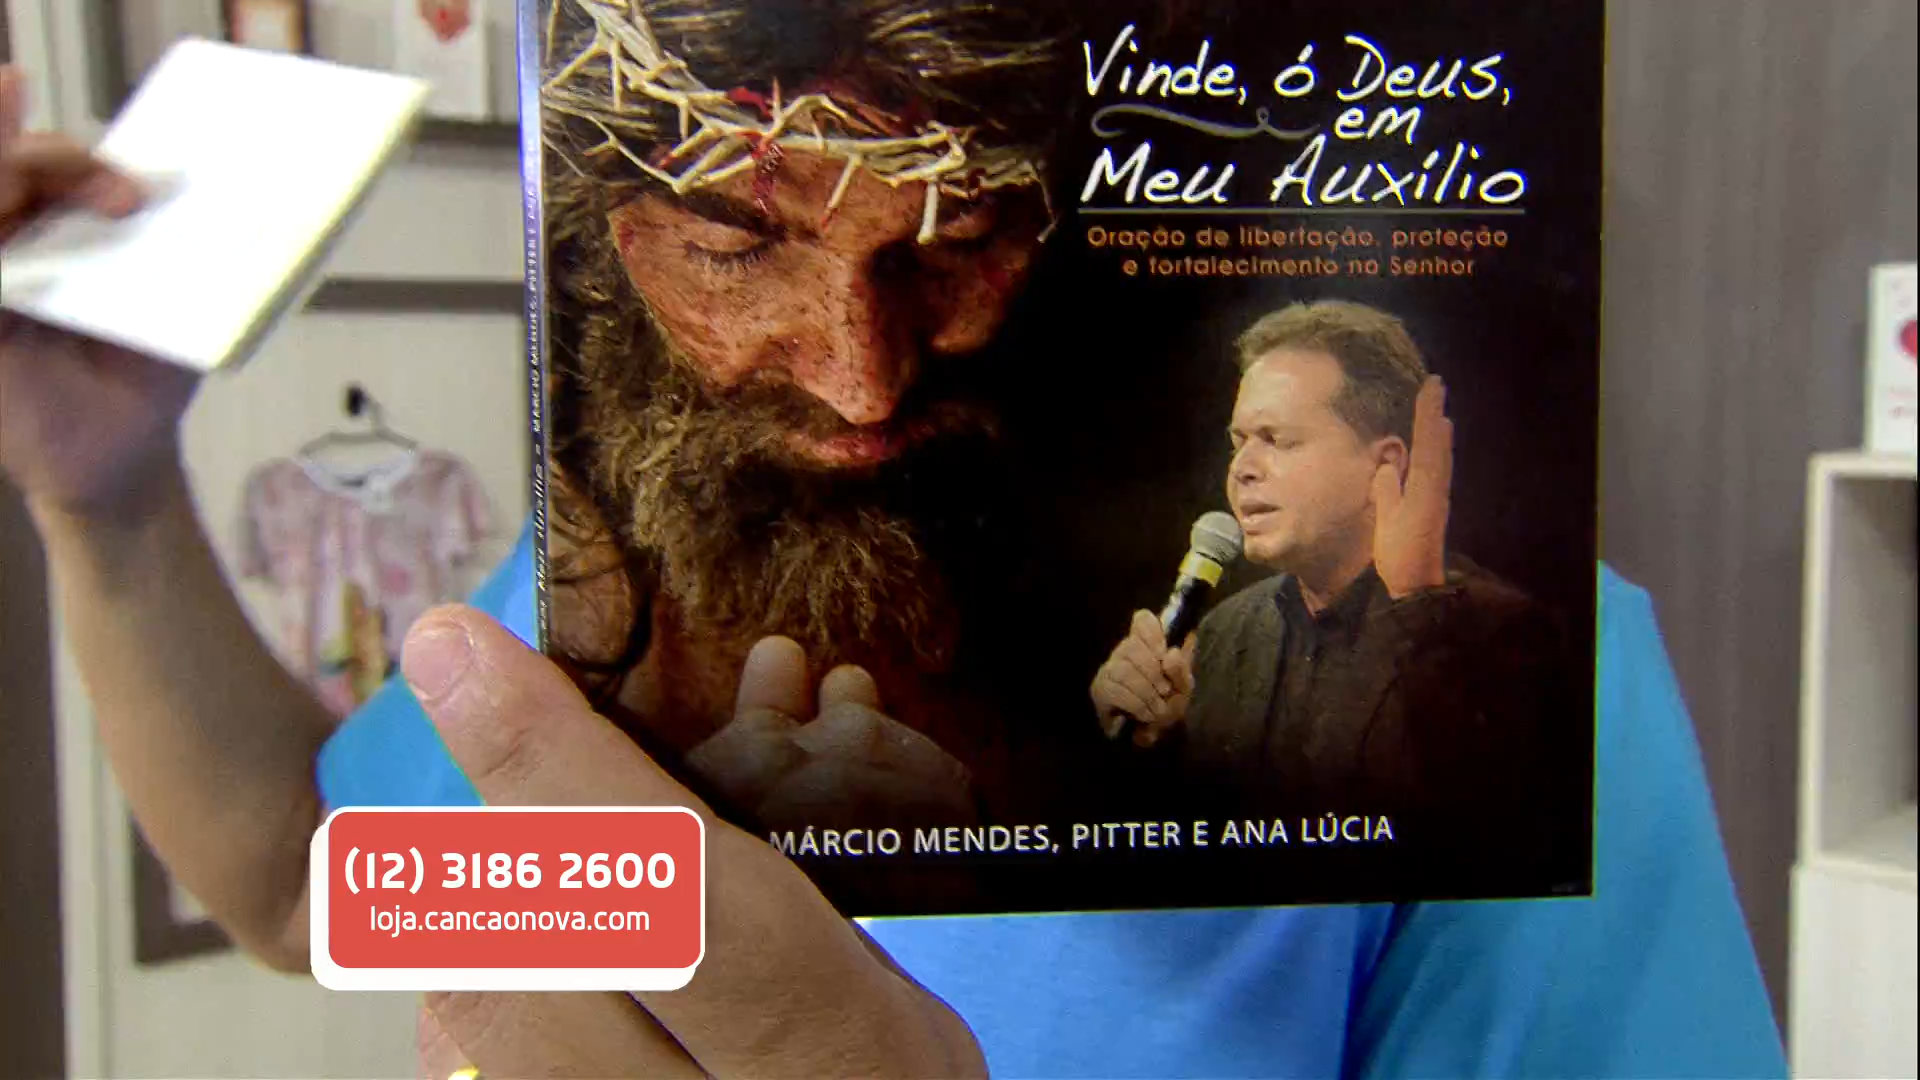 Vinde, ó Deus,
em
Meu Auxílio
Oração de libertação, proteção
e fortalecimento no Senhor
MÁRCIO MENDES, PITTER E ANA LÚCIA
(12) 3186 2600
loja.cancaonova.com